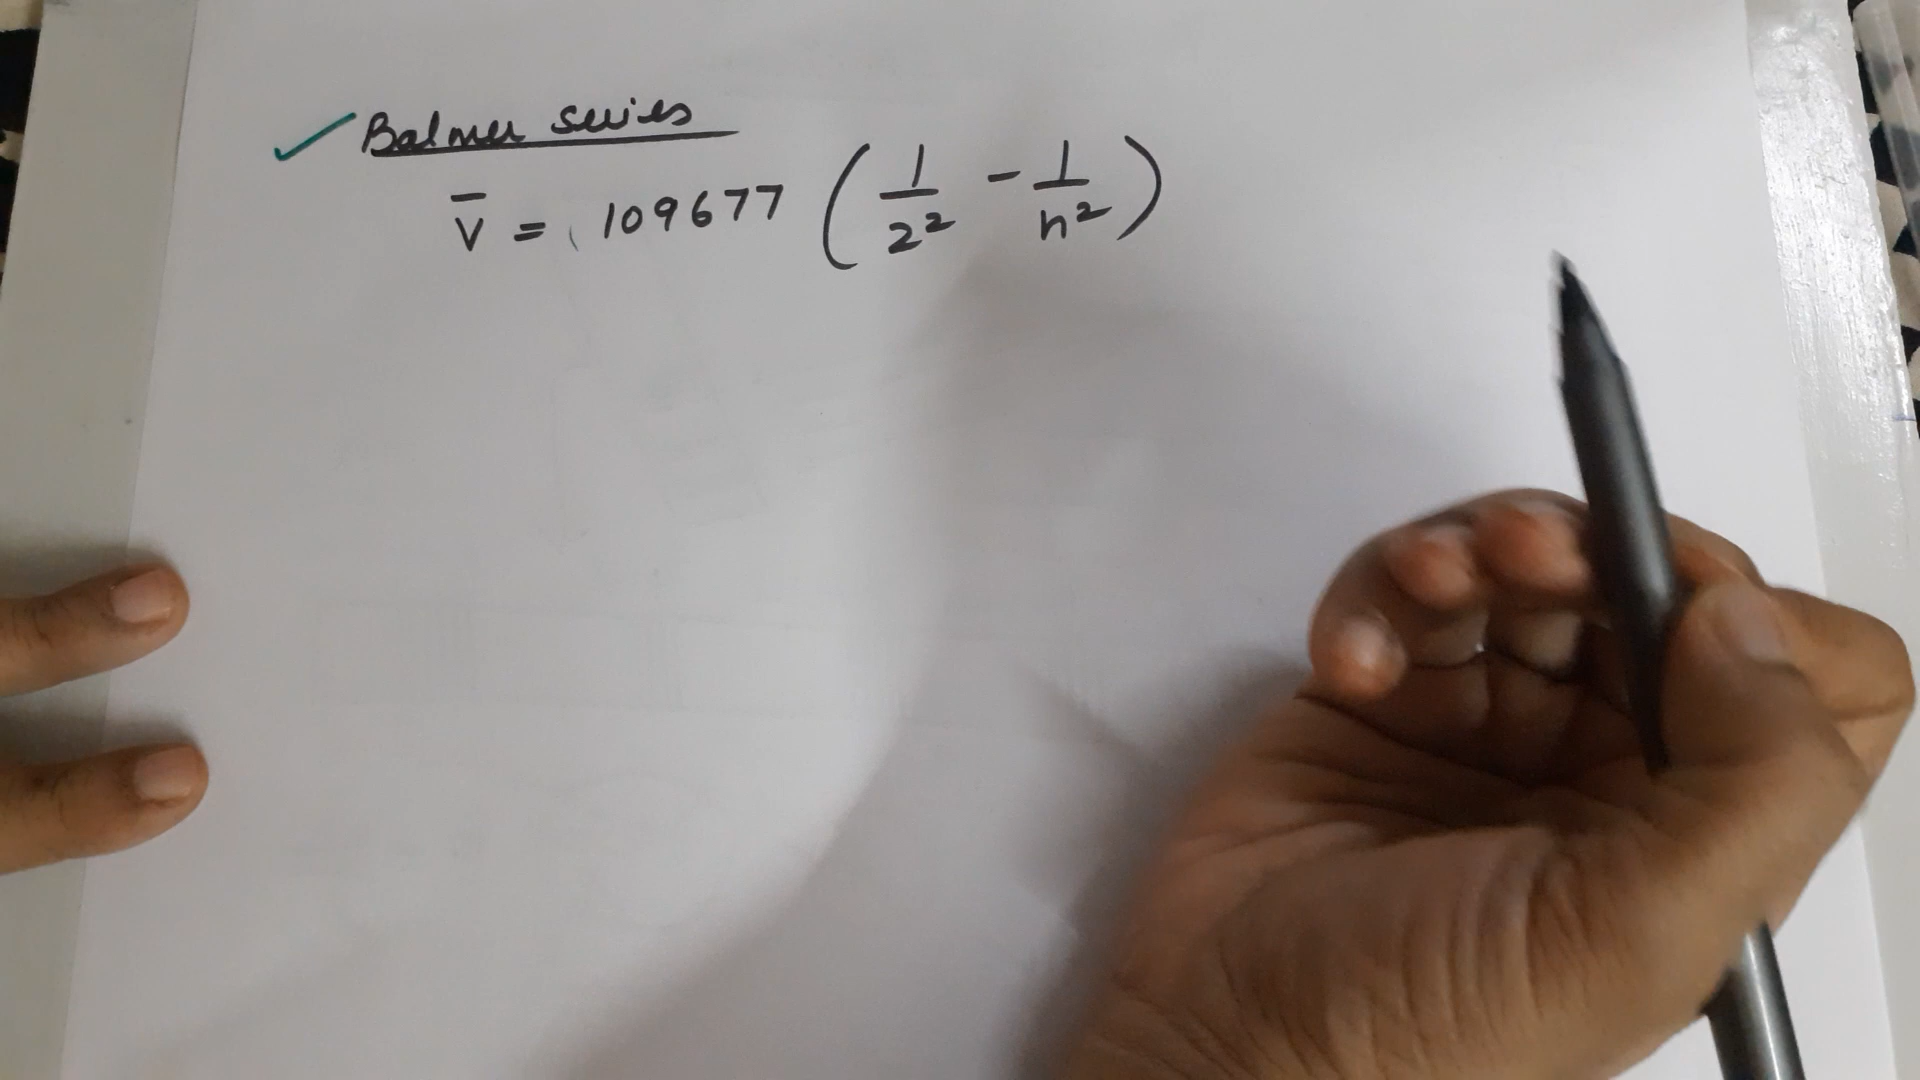 ✓ Balmer series
v̅ = 109677 ( 1/2² - 1/n² )